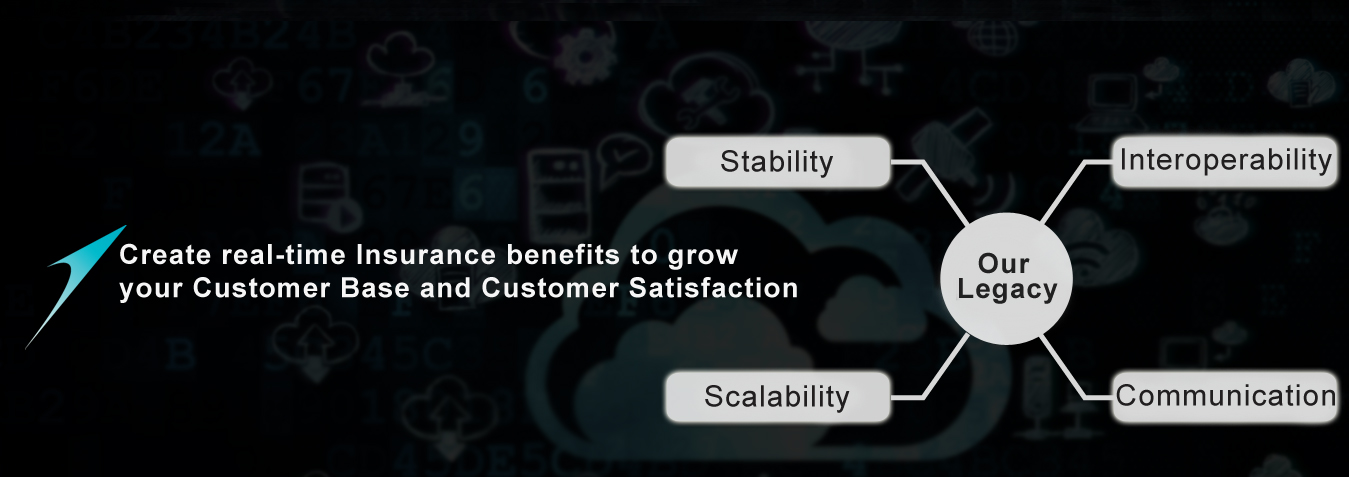 Stability
Interoperability
Create real-time Insurance benefits to grow
your Customer Base and Customer Satisfaction
Our
Legacy
Scalability
Communication